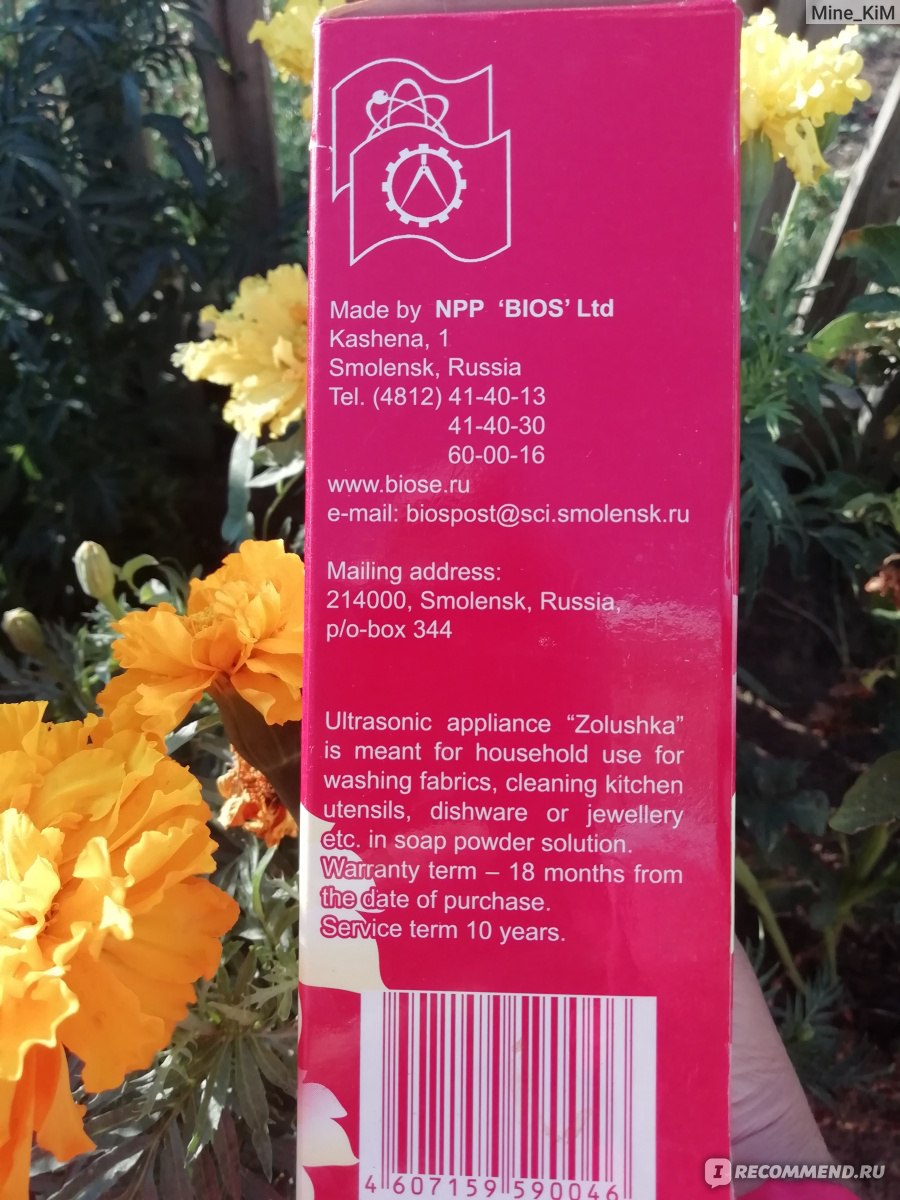 Mine_KiM
Made by NPP ‘BIOS’ Ltd
Kashena, 1
Smolensk, Russia
Tel. (4812) 41-40-13
41-40-30
60-00-16
www.biose.ru
e-mail: biospost@sci.smolensk.ru
Mailing address:
214000, Smolensk, Russia,
p/o-box 344
Ultrasonic appliance “Zolushka”
is meant for household use for
washing fabrics, cleaning kitchen
utensils, dishware or jewellery
etc. in soap powder solution.
Warranty term – 18 months from
the date of purchase.
Service term 10 years.
4 607159 590046
I RECOMMEND.RU